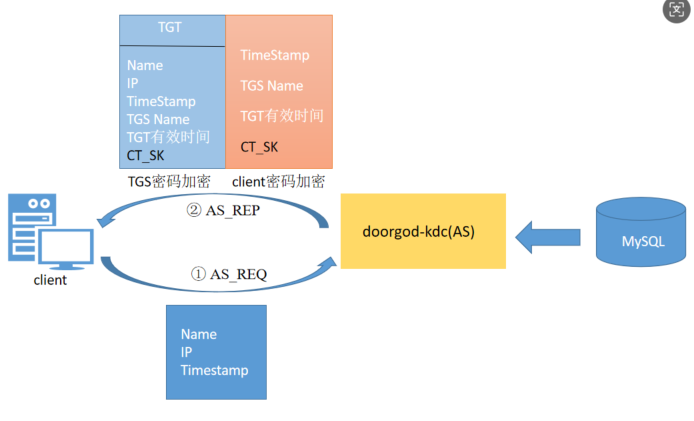 TGT
Name
IP
TimeStamp
TGS Name
TGT有效时间
CT_SK
TimeStamp
TGS Name
TGT有效时间
CT_SK
TGS密码加密
client密码加密
② AS_REP
doorgod-kdc(AS)
MySQL
client
① AS_REQ
Name
IP
Timestamp